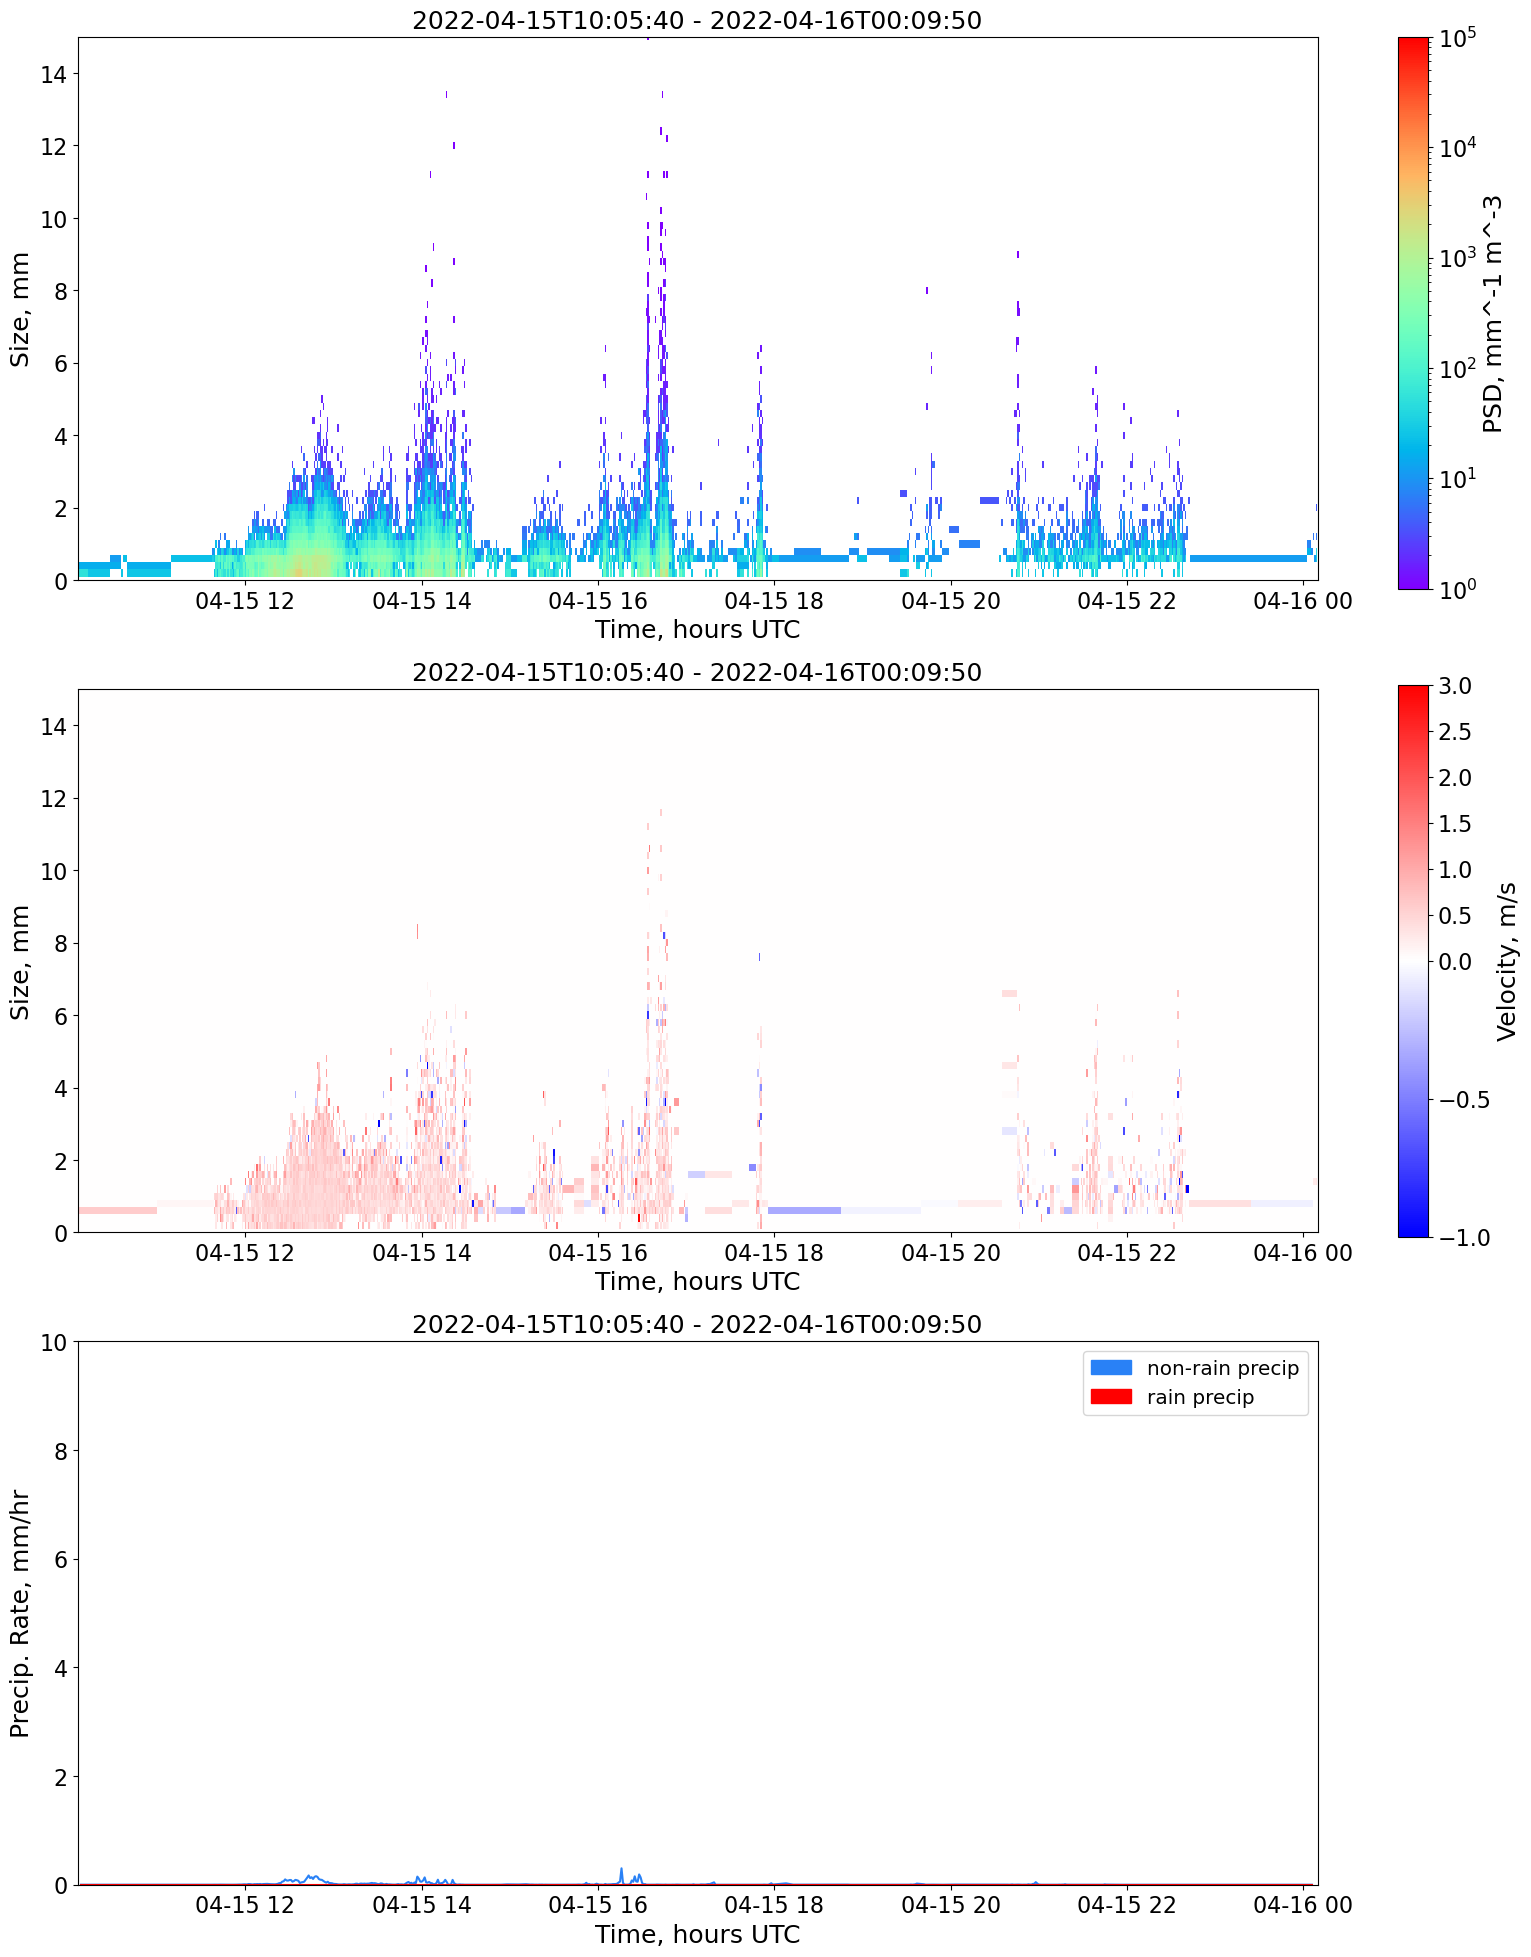 2022-04-15T10:05:40 - 2022-04-16T00:09:50
Size, mm
14
12
10
8
6
4
2
0
04-15 12 04-15 14 04-15 16 04-15 18 04-15 20 04-15 22 04-16 00
Time, hours UTC
10^5
10^4
10^3
10^2
10^1
10^0
PSD, mm^-1 m^-3
2022-04-15T10:05:40 - 2022-04-16T00:09:50
Size, mm
14
12
10
8
6
4
2
0
04-15 12 04-15 14 04-15 16 04-15 18 04-15 20 04-15 22 04-16 00
Time, hours UTC
3.0
2.5
2.0
1.5
1.0
0.5
0.0
−0.5
−1.0
Velocity, m/s
2022-04-15T10:05:40 - 2022-04-16T00:09:50
Precip. Rate, mm/hr
10
8
6
4
2
0
non-rain precip
rain precip
04-15 12 04-15 14 04-15 16 04-15 18 04-15 20 04-15 22 04-16 00
Time, hours UTC